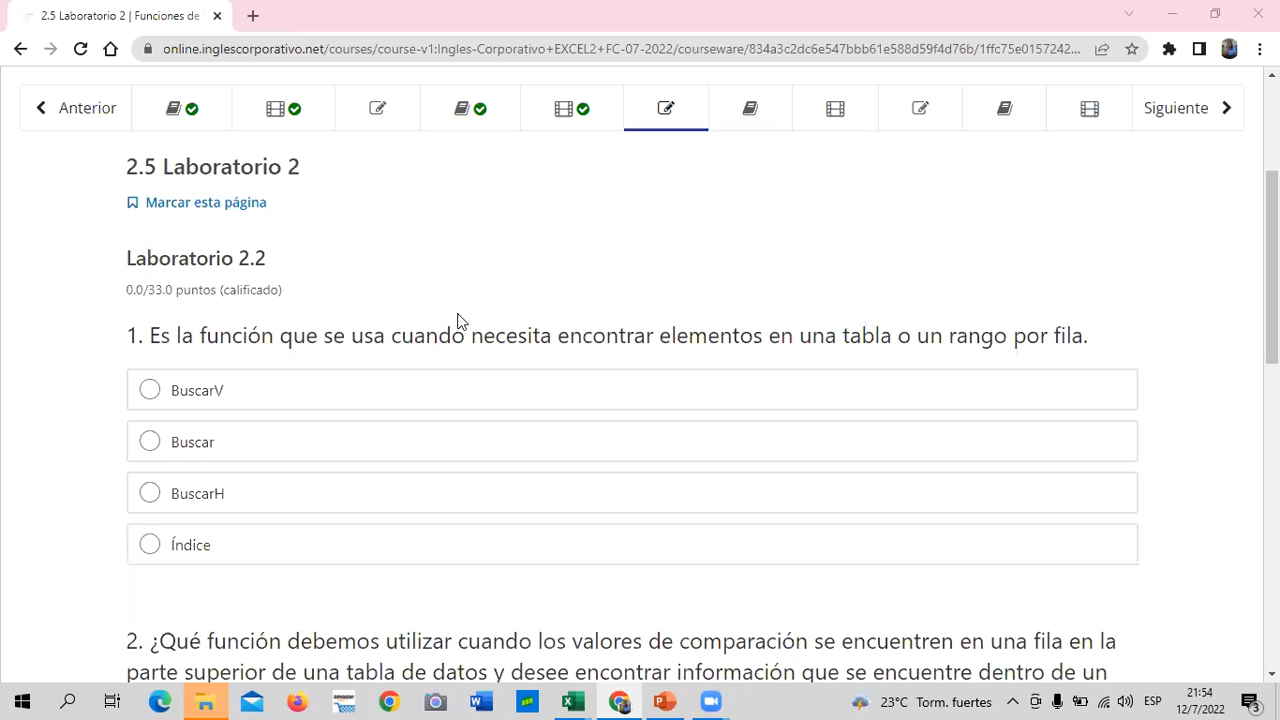 2.5 Laboratorio 2 | Funciones de
online.inglescorporativo.net/courses/course-v1:Ingles-Corporativo+EXCEL2+FC-07-2022/courseware/834a3c2dc6e547bbb61e588d59f4d76b/1ffc75e0157242...
Anterior
Siguiente
2.5 Laboratorio 2
Marcar esta página
Laboratorio 2.2
0.0/33.0 puntos (calificado)
1. Es la función que se usa cuando necesita encontrar elementos en una tabla o un rango por fila.
BuscarV
Buscar
BuscarH
Índice
2. ¿Qué función debemos utilizar cuando los valores de comparación se encuentren en una fila en la
parte superior de una tabla de datos y desee encontrar información que se encuentre dentro de un
23°C Torm. fuertes
ESP
21:54
12/7/2022
3